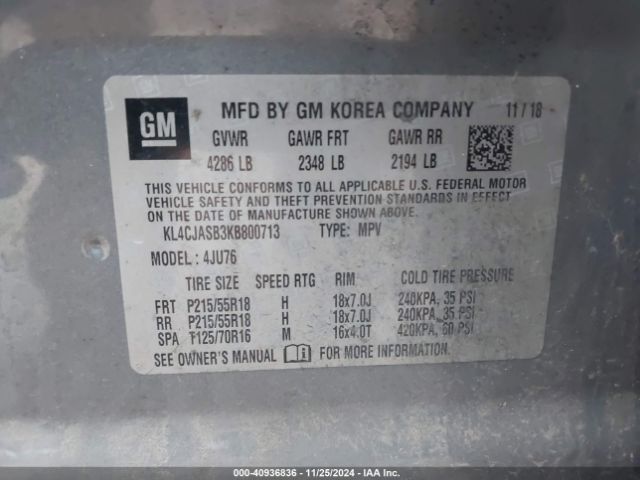 GM
MFD BY GM KOREA COMPANY 11/18
GVWR GAWR FRT GAWR RR
4286 LB 2348 LB 2194 LB
THIS VEHICLE CONFORMS TO ALL APPLICABLE U.S. FEDERAL MOTOR
VEHICLE SAFETY AND THEFT PREVENTION STANDARDS IN EFFECT
ON THE DATE OF MANUFACTURE SHOWN ABOVE.
KL4CJASB3KB800713 TYPE: MPV
MODEL: 4JU76
TIRE SIZE SPEED RTG RIM COLD TIRE PRESSURE
FRT P215/55R18 H 18x7.0J 240KPA, 35 PSI
RR P215/55R18 H 18x7.0J 240KPA, 35 PSI
SPA T125/70R16 M 16x4.0T 420KPA, 60 PSI
SEE OWNER'S MANUAL FOR MORE INFORMATION.
000-40936836 - 11/25/2024 - IAA Inc.